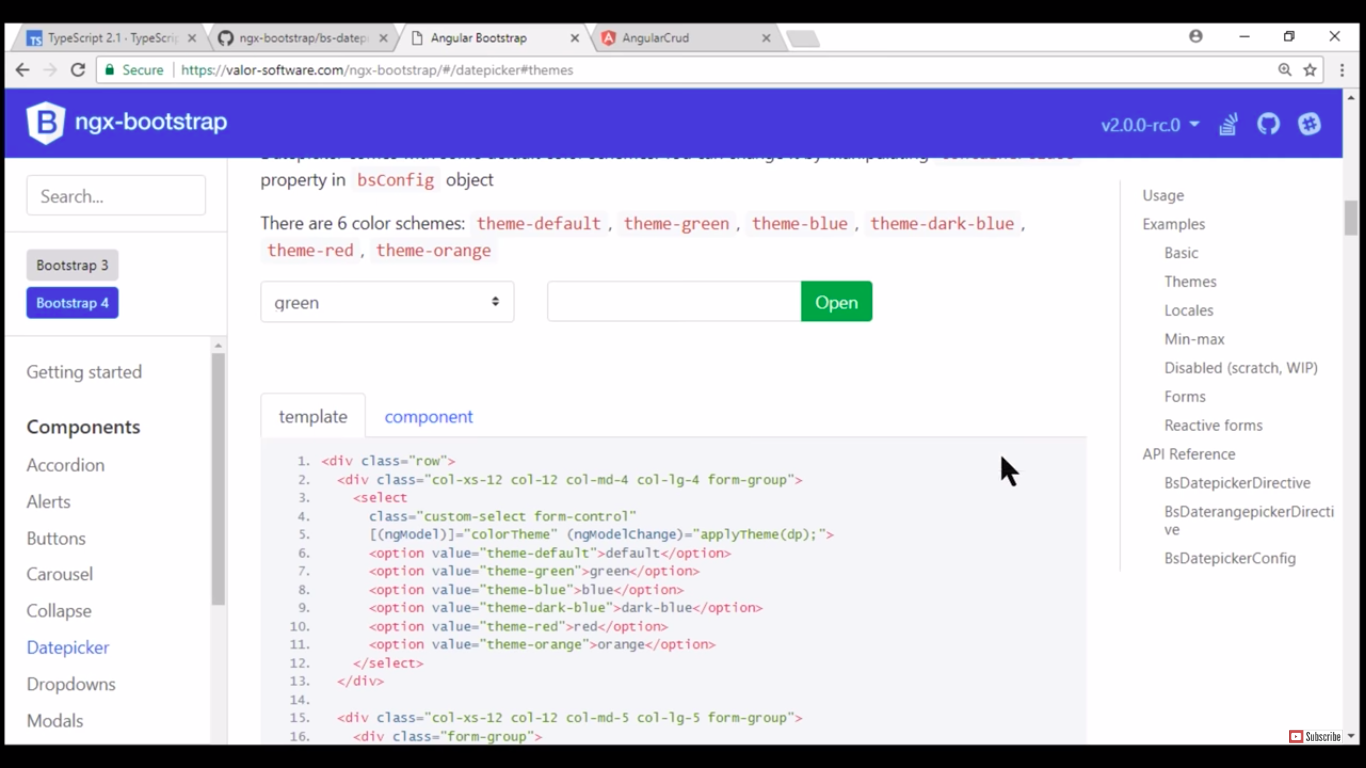 TypeScript 2.1 · TypeScrip
ngx-bootstrap/bs-datepi
Angular Bootstrap
AngularCrud
Secure
https://valor-software.com/ngx-bootstrap/#/datepicker#themes
B ngx-bootstrap
v2.0.0-rc.0
Search...
Bootstrap 3
Bootstrap 4
Getting started
Components
Accordion
Alerts
Buttons
Carousel
Collapse
Datepicker
Dropdowns
Modals
property in bsConfig object
There are 6 color schemes: theme-default , theme-green , theme-blue , theme-dark-blue ,
theme-red , theme-orange
green
Open
template
component
1. <div class="row">
2. <div class="col-xs-12 col-12 col-md-4 col-lg-4 form-group">
3. <select
4. class="custom-select form-control"
5. [(ngModel)]="colorTheme" (ngModelChange)="applyTheme(dp);">
6. <option value="theme-default">default</option>
7. <option value="theme-green">green</option>
8. <option value="theme-blue">blue</option>
9. <option value="theme-dark-blue">dark-blue</option>
10. <option value="theme-red">red</option>
11. <option value="theme-orange">orange</option>
12. </select>
13. </div>
14.
15. <div class="col-xs-12 col-12 col-md-5 col-lg-5 form-group">
16. <div class="form-group">
Usage
Examples
Basic
Themes
Locales
Min-max
Disabled (scratch, WIP)
Forms
Reactive forms
API Reference
BsDatepickerDirective
BsDaterangepickerDirecti
ve
BsDatepickerConfig
Subscribe